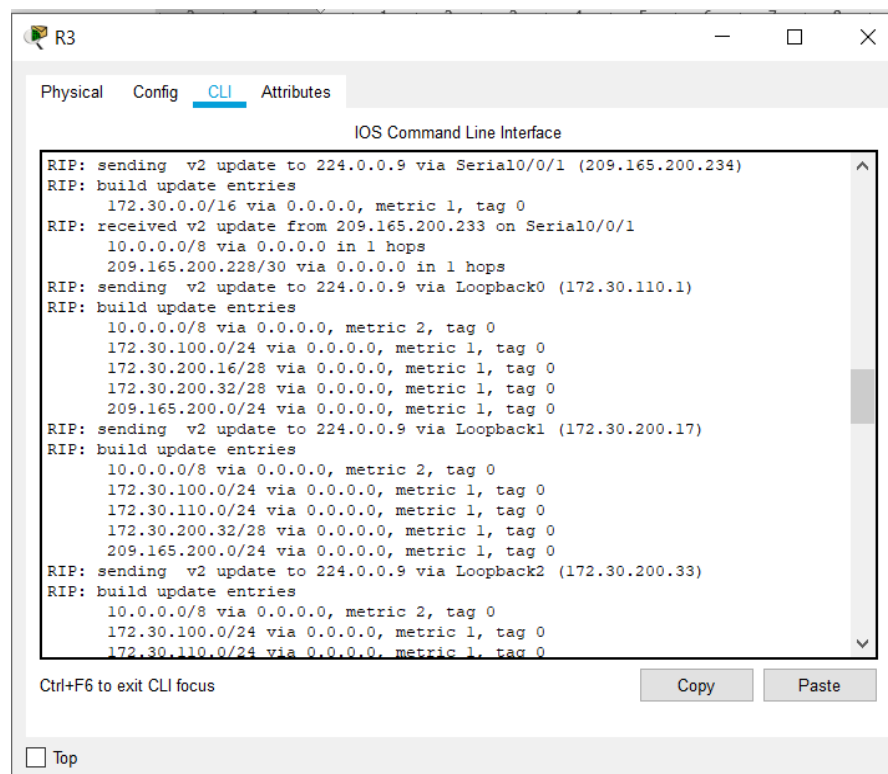 R3
Physical Config CLI Attributes
IOS Command Line Interface
RIP: sending  v2 update to 224.0.0.9 via Serial0/0/1 (209.165.200.234)
RIP: build update entries
      172.30.0.0/16 via 0.0.0.0, metric 1, tag 0
RIP: received v2 update from 209.165.200.233 on Serial0/0/1
      10.0.0.0/8 via 0.0.0.0 in 1 hops
      209.165.200.228/30 via 0.0.0.0 in 1 hops
RIP: sending  v2 update to 224.0.0.9 via Loopback0 (172.30.110.1)
RIP: build update entries
      10.0.0.0/8 via 0.0.0.0, metric 2, tag 0
      172.30.100.0/24 via 0.0.0.0, metric 1, tag 0
      172.30.200.16/28 via 0.0.0.0, metric 1, tag 0
      172.30.200.32/28 via 0.0.0.0, metric 1, tag 0
      209.165.200.0/24 via 0.0.0.0, metric 1, tag 0
RIP: sending  v2 update to 224.0.0.9 via Loopback1 (172.30.200.17)
RIP: build update entries
      10.0.0.0/8 via 0.0.0.0, metric 2, tag 0
      172.30.100.0/24 via 0.0.0.0, metric 1, tag 0
      172.30.110.0/24 via 0.0.0.0, metric 1, tag 0
      172.30.200.32/28 via 0.0.0.0, metric 1, tag 0
      209.165.200.0/24 via 0.0.0.0, metric 1, tag 0
RIP: sending  v2 update to 224.0.0.9 via Loopback2 (172.30.200.33)
RIP: build update entries
      10.0.0.0/8 via 0.0.0.0, metric 2, tag 0
      172.30.100.0/24 via 0.0.0.0, metric 1, tag 0
      172.30.110.0/24 via 0.0.0.0, metric 1, tag 0
Ctrl+F6 to exit CLI focus
Copy Paste
Top